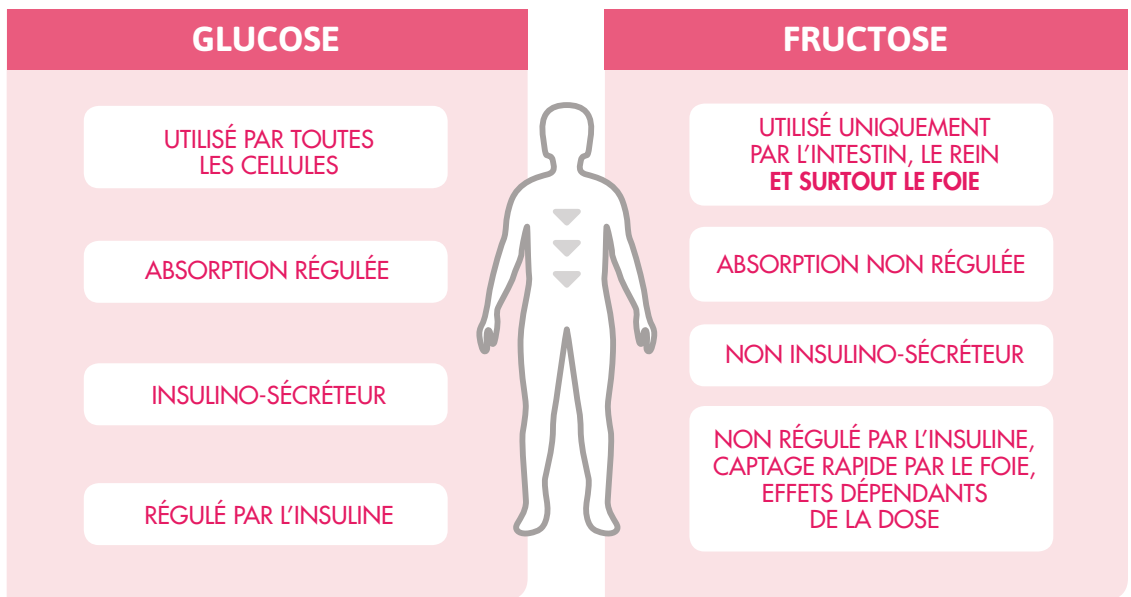 GLUCOSE
UTILISÉ PAR TOUTES
LES CELLULES
ABSORPTION RÉGULÉE
INSULINO-SÉCRÉTEUR
RÉGULÉ PAR L’INSULINE
FRUCTOSE
UTILISÉ UNIQUEMENT
PAR L’INTESTIN, LE REIN
ET SURTOUT LE FOIE
ABSORPTION NON RÉGULÉE
NON INSULINO-SÉCRÉTEUR
NON RÉGULÉ PAR L’INSULINE,
CAPTAGE RAPIDE PAR LE FOIE,
EFFETS DÉPENDANTS
DE LA DOSE